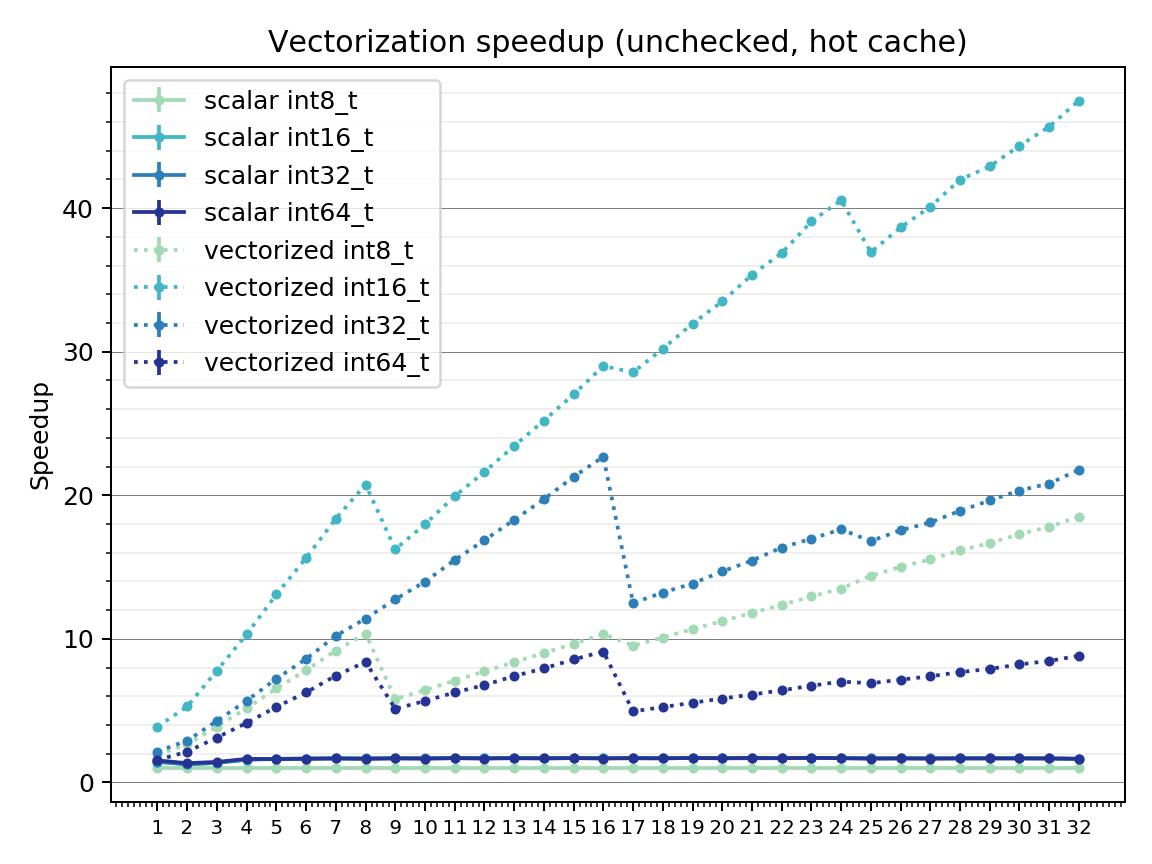 Vectorization speedup (unchecked, hot cache)
scalar int8_t
scalar int16_t
scalar int32_t
scalar int64_t
vectorized int8_t
vectorized int16_t
vectorized int32_t
vectorized int64_t
Speedup
40
30
20
10
0
1 2 3 4 5 6 7 8 9 10 11 12 13 14 15 16 17 18 19 20 21 22 23 24 25 26 27 28 29 30 31 32